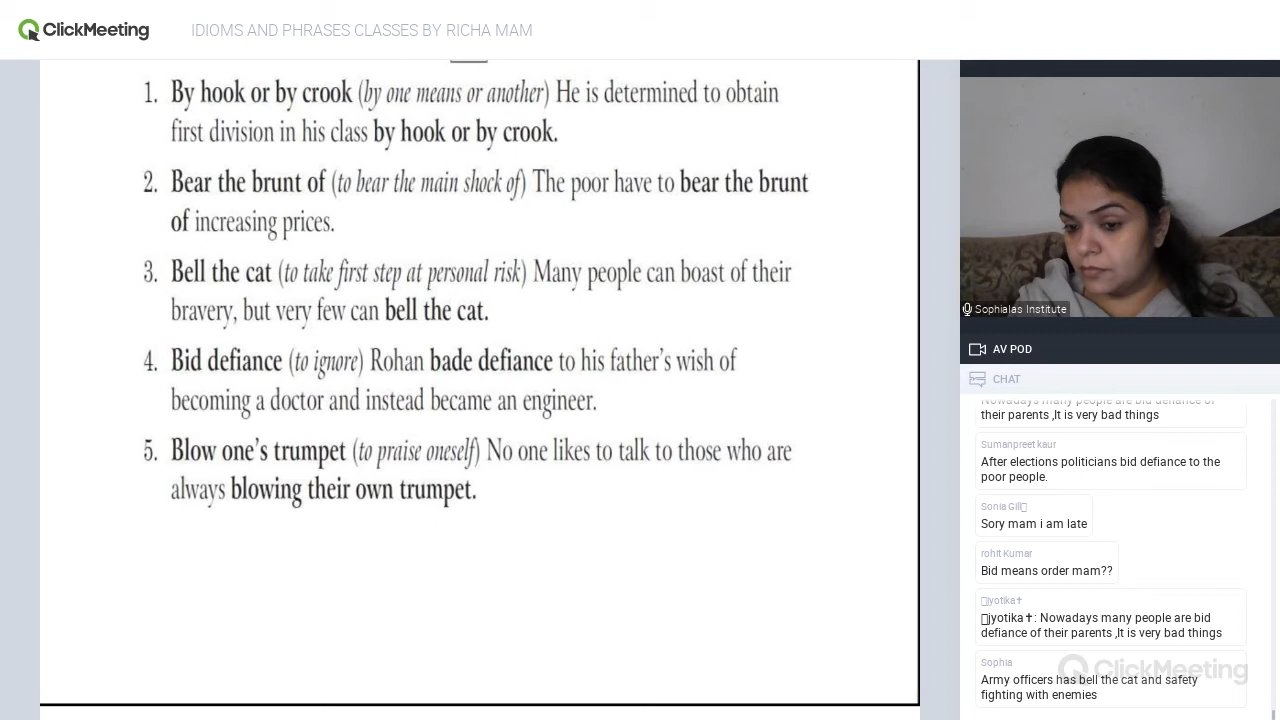 ClickMeeting
IDIOMS AND PHRASES CLASSES BY RICHA MAM
1. By hook or by crook (by one means or another) He is determined to obtain
first division in his class by hook or by crook.
2. Bear the brunt of (to bear the main shock of) The poor have to bear the brunt
of increasing prices.
3. Bell the cat (to take first step at personal risk) Many people can boast of their
bravery, but very few can bell the cat.
4. Bid defiance (to ignore) Rohan bade defiance to his father's wish of
becoming a doctor and instead became an engineer.
5. Blow one's trumpet (to praise oneself) No one likes to talk to those who are
always blowing their own trumpet.
Sophialas Institute
AV POD
CHAT
Nowadays many people are bid defiance of
their parents ,It is very bad things
Sumanpreet kaur
After elections politicians bid defiance to the
poor people.
Sonia Gill
Sory mam i am late
rohit Kumar
Bid means order mam??
jyotika✝
jyotika✝: Nowadays many people are bid
defiance of their parents ,It is very bad things
Sophia
Army officers has bell the cat and safety
fighting with enemies
ClickMeeting